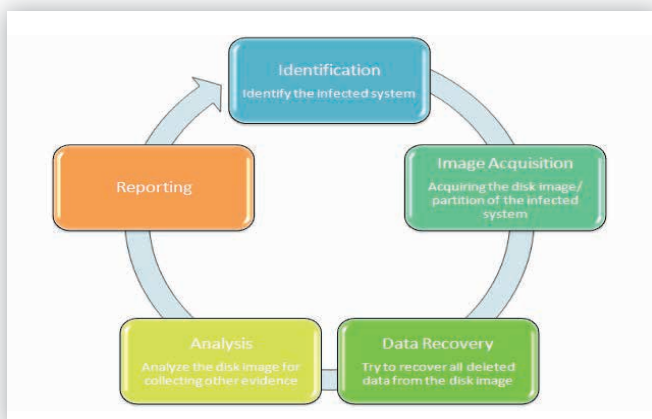 Identification
Identify the infected system
Image Acquisition
Acquiring the disk image/
partition of the infected
system
Data Recovery
Try to recover all deleted
data from the disk image
Analysis
Analyze the disk image for
collecting other evidence
Reporting